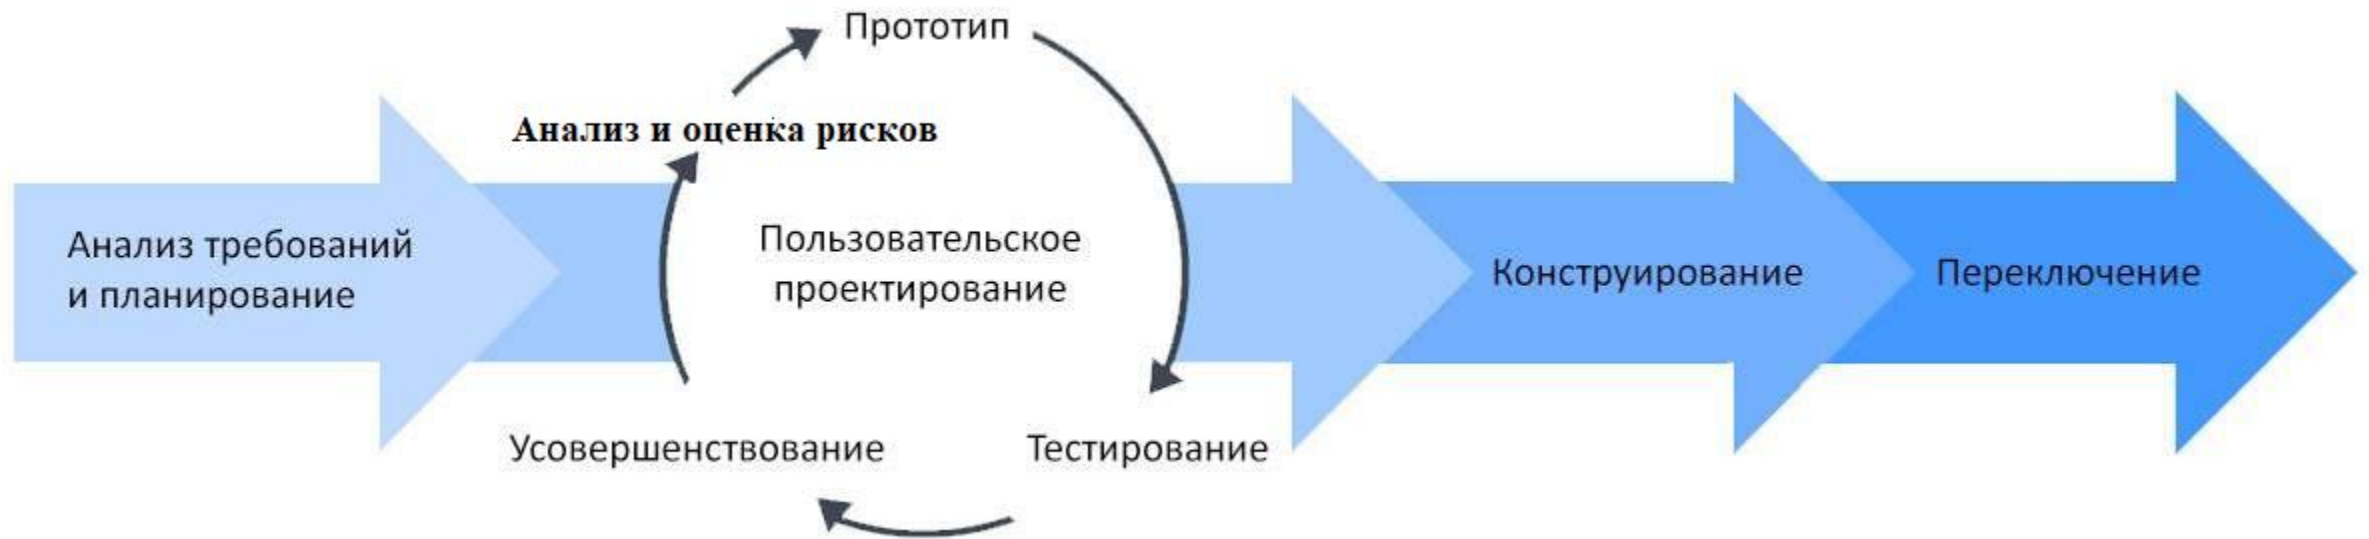 Прототип
Анализ и оценка рисков
Анализ требований
и планирование
Пользовательское
проектирование
Конструирование
Переключение
Усовершенствование
Тестирование